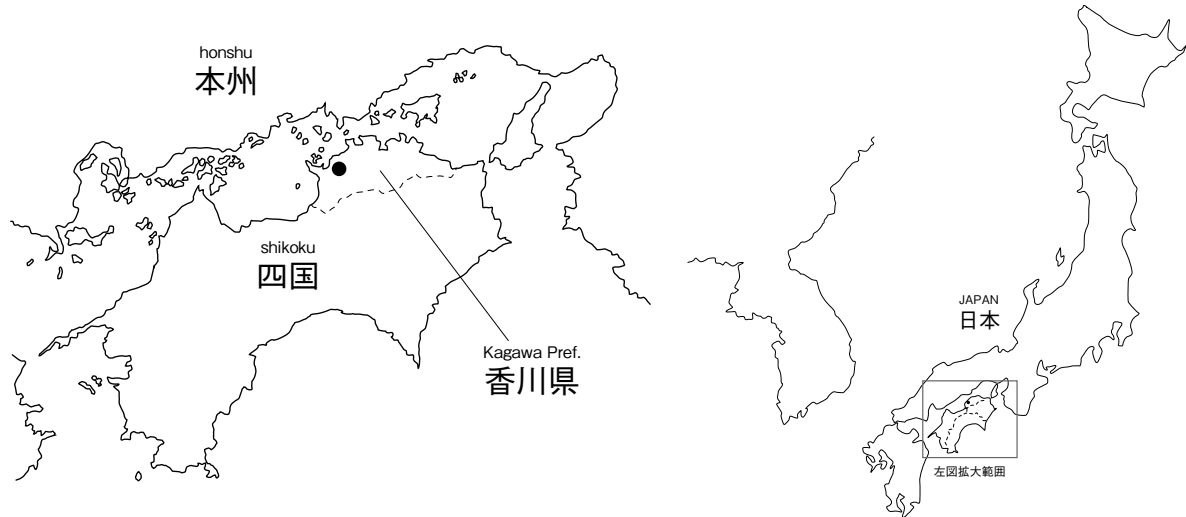 honshu
本州
shikoku
四国
Kagawa Pref.
香川県
JAPAN
日本
左図拡大範囲